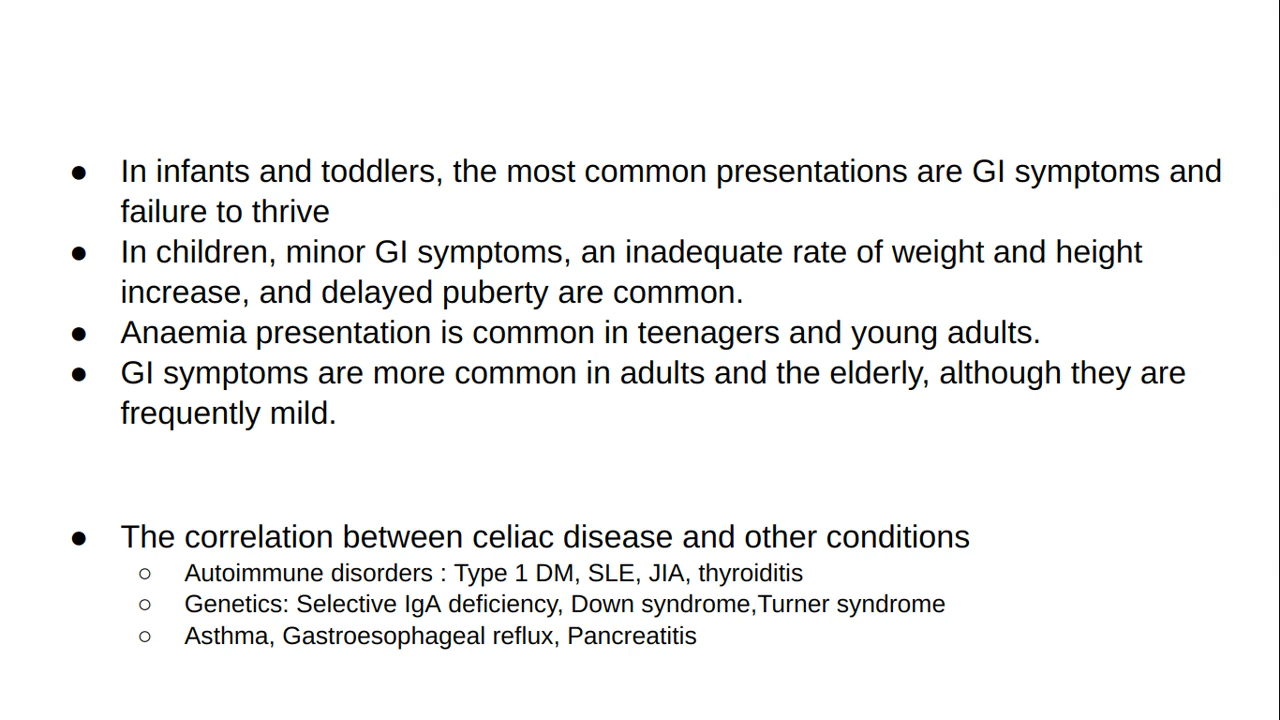 ● In infants and toddlers, the most common presentations are GI symptoms and
failure to thrive
● In children, minor GI symptoms, an inadequate rate of weight and height
increase, and delayed puberty are common.
● Anaemia presentation is common in teenagers and young adults.
● GI symptoms are more common in adults and the elderly, although they are
frequently mild.
● The correlation between celiac disease and other conditions
○ Autoimmune disorders : Type 1 DM, SLE, JIA, thyroiditis
○ Genetics: Selective IgA deficiency, Down syndrome,Turner syndrome
○ Asthma, Gastroesophageal reflux, Pancreatitis